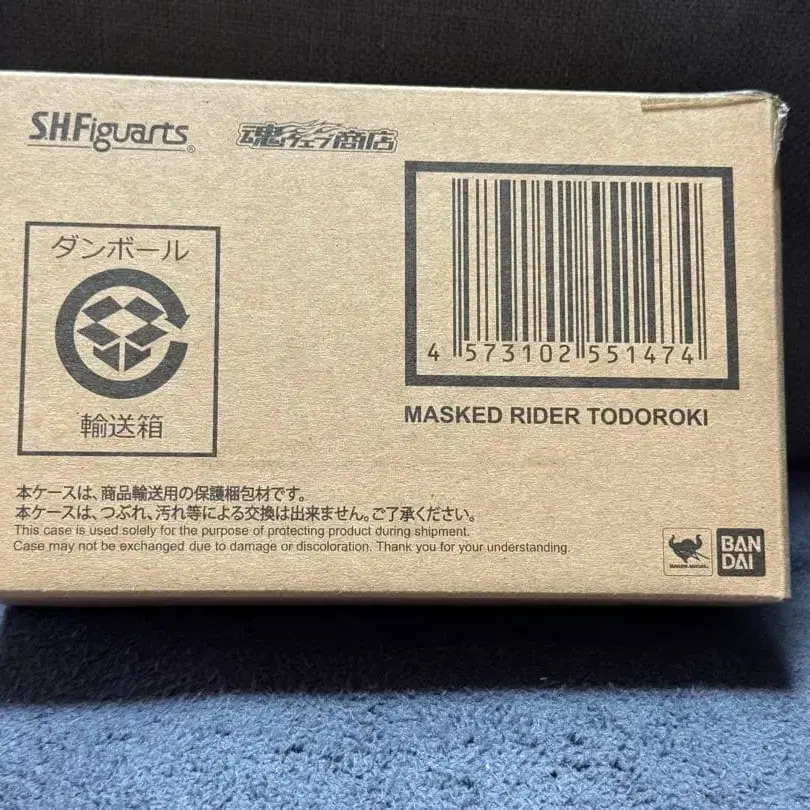 S.H.Figuarts®
魂ウェブ商店
ダンボール
輸送箱
4 573102 551474
MASKED RIDER TODOROKI
本ケースは、商品輸送用の保護梱包材です。
本ケースは、つぶれ、汚れ等による交換は出来ません。ご了承ください。
This case is used solely for the purpose of protecting product during shipment.
Case may not be exchanged due to damage or discoloration. Thank you for your understanding.
BAN
DAI